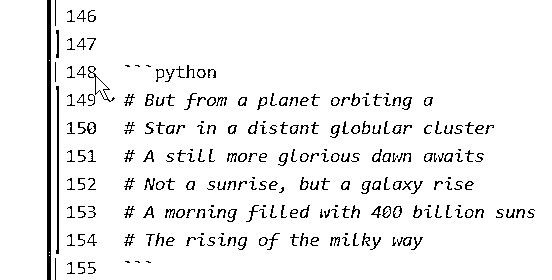 146
147
148 ```python
149 # But from a planet orbiting a
150 # Star in a distant globular cluster
151 # A still more glorious dawn awaits
152 # Not a sunrise, but a galaxy rise
153 # A morning filled with 400 billion suns
154 # The rising of the milky way
155 ```